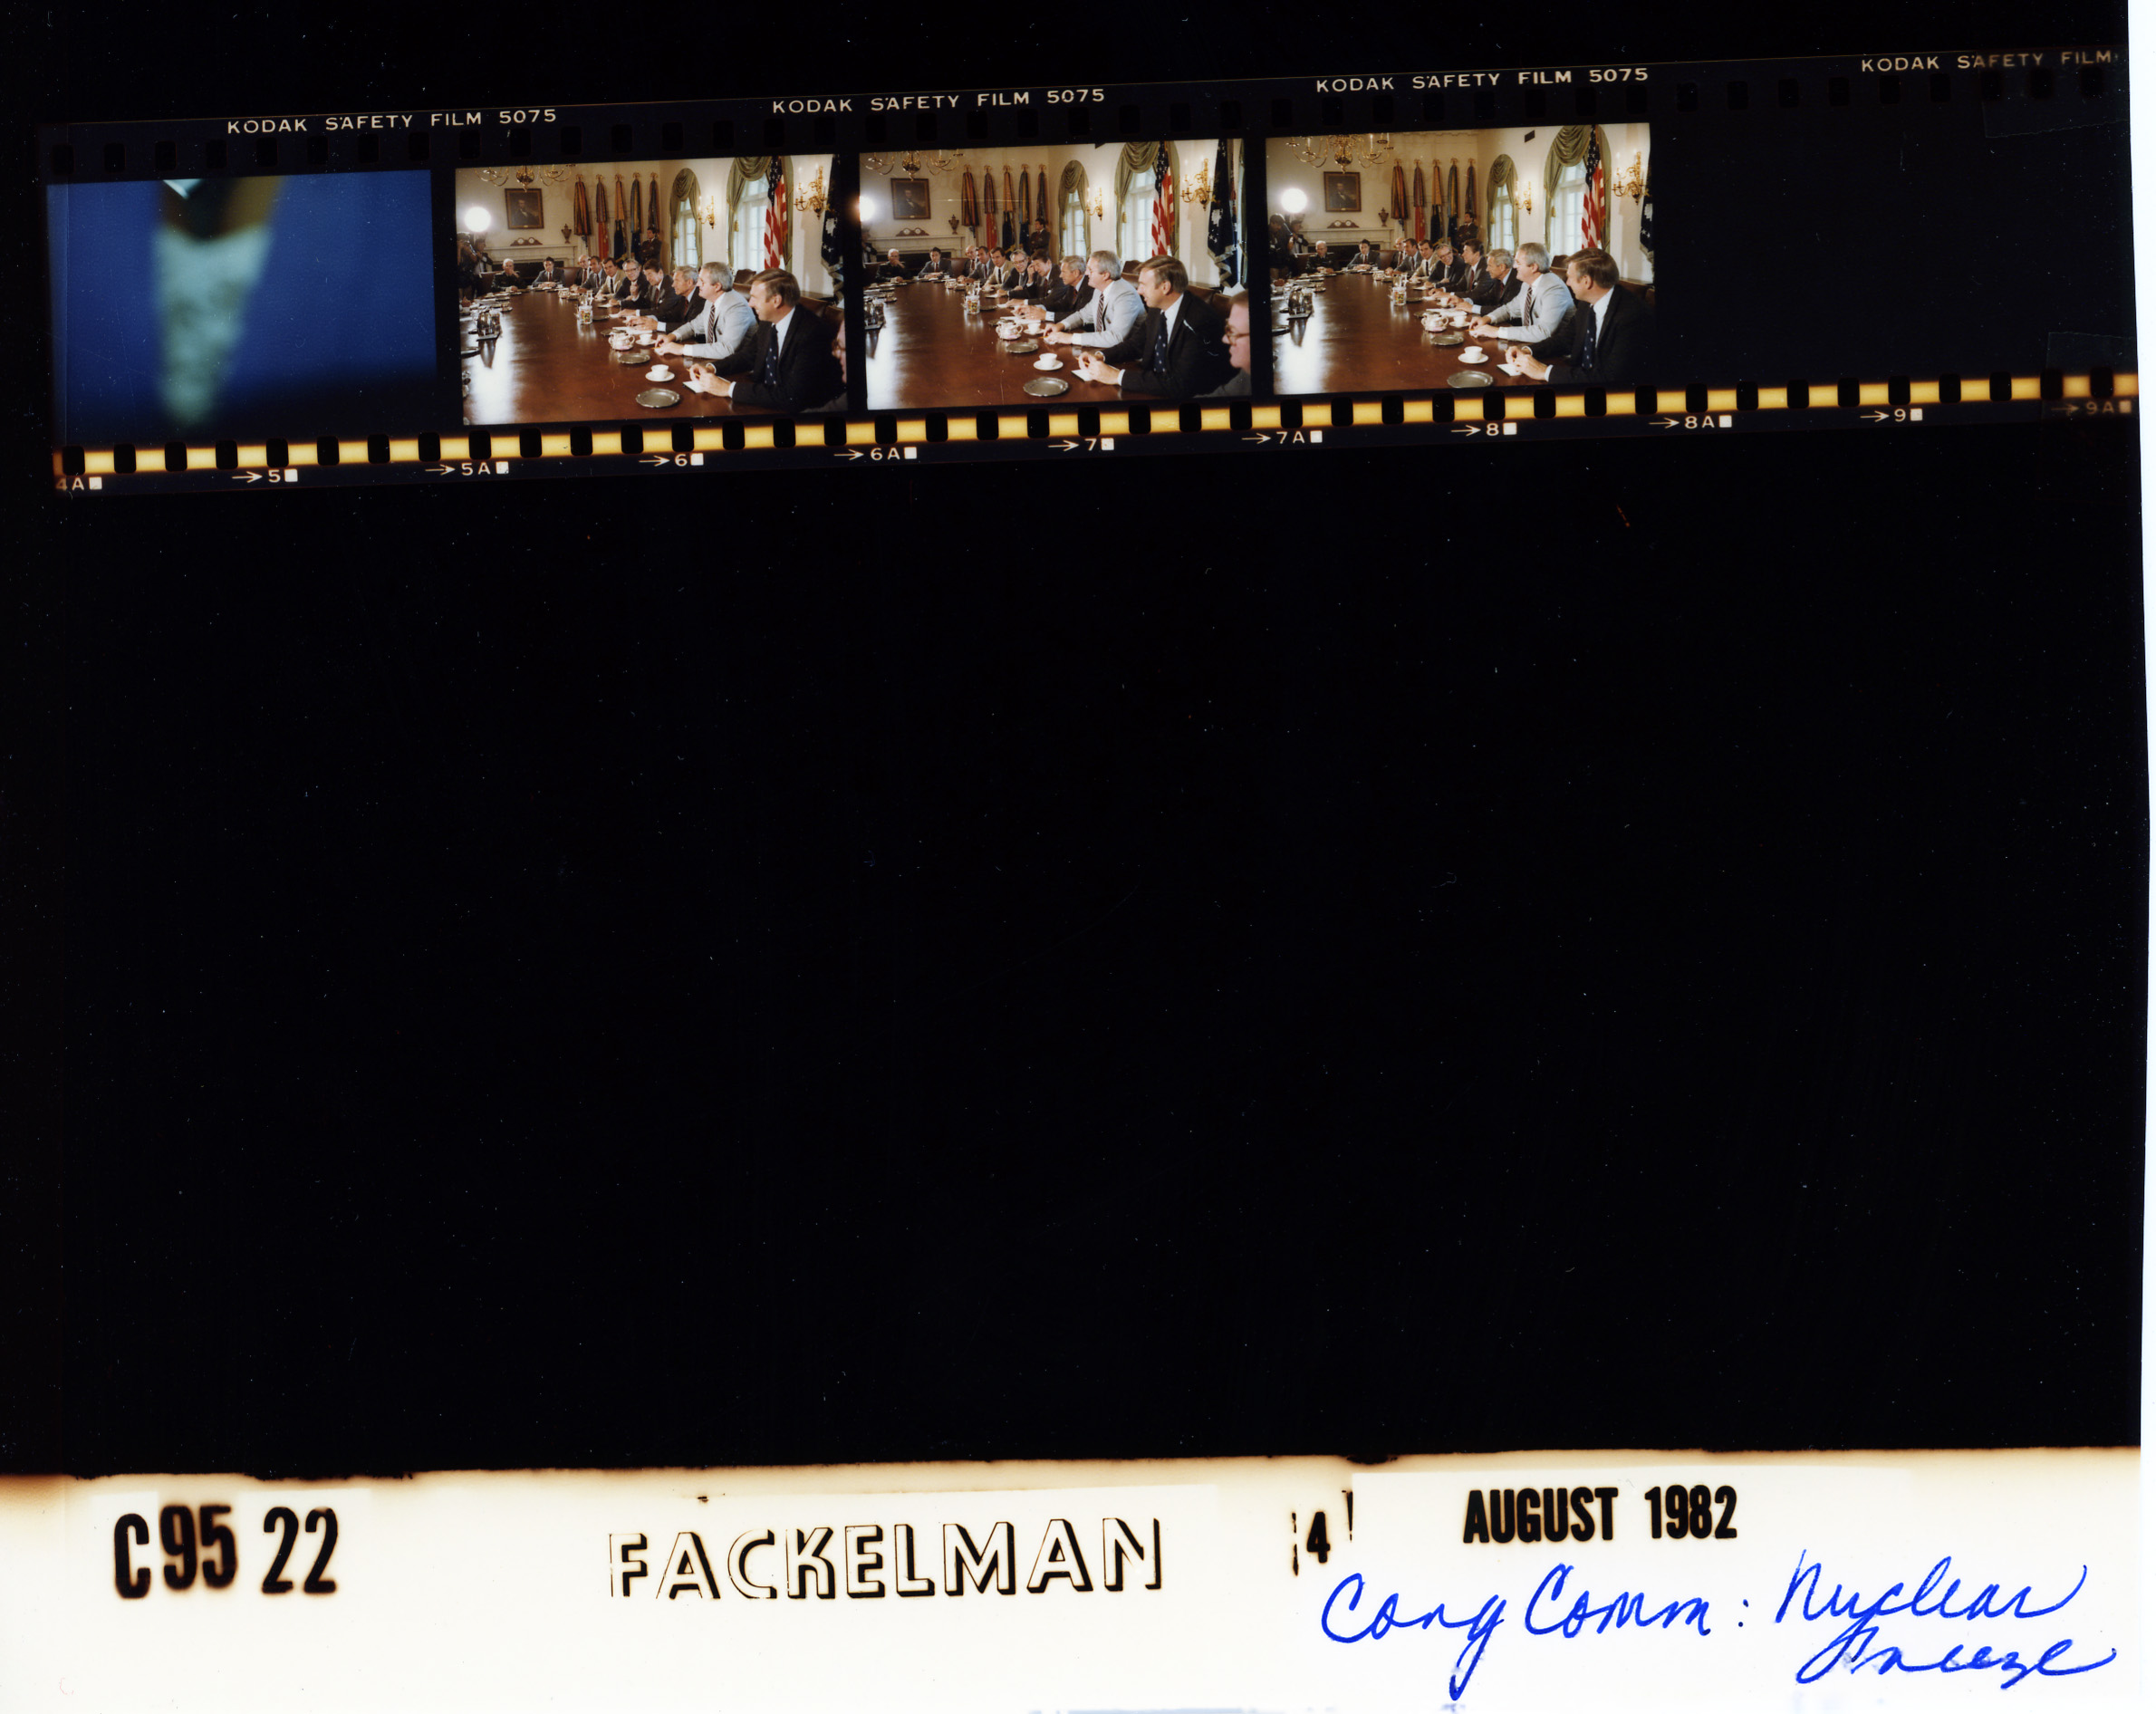 KODAK SAFETY FILM 5075 KODAK SAFETY FILM 5075 KODAK SAFETY FILM 5075 KODAK SAFETY FILM
4A →5 →5A →6 →6A →7 →7A →8 →8A →9 →9A
C95 22 FACKELMAN 4 AUGUST 1982
Cong Comm: Nuclear
Freeze